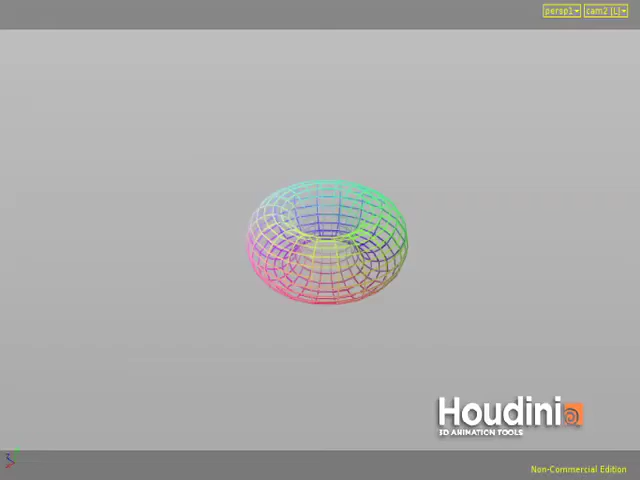 persp1 cam2 [L]
Houdini
3D ANIMATION TOOLS
Non-Commercial Edition